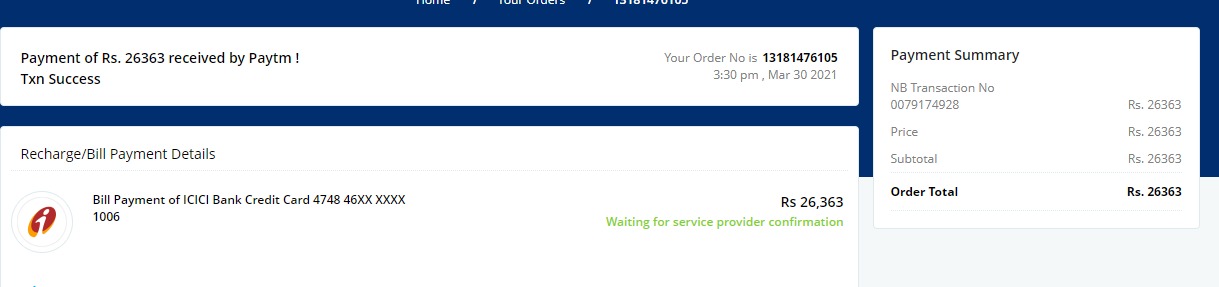 Home / Your Orders / 13181476105
Payment of Rs. 26363 received by Paytm !
Txn Success
Your Order No is 13181476105
3:30 pm , Mar 30 2021
Recharge/Bill Payment Details
Bill Payment of ICICI Bank Credit Card 4748 46XX XXXX
1006
Rs 26,363
Waiting for service provider confirmation
Payment Summary
NB Transaction No
0079174928 Rs. 26363
Price Rs. 26363
Subtotal Rs. 26363
Order Total Rs. 26363